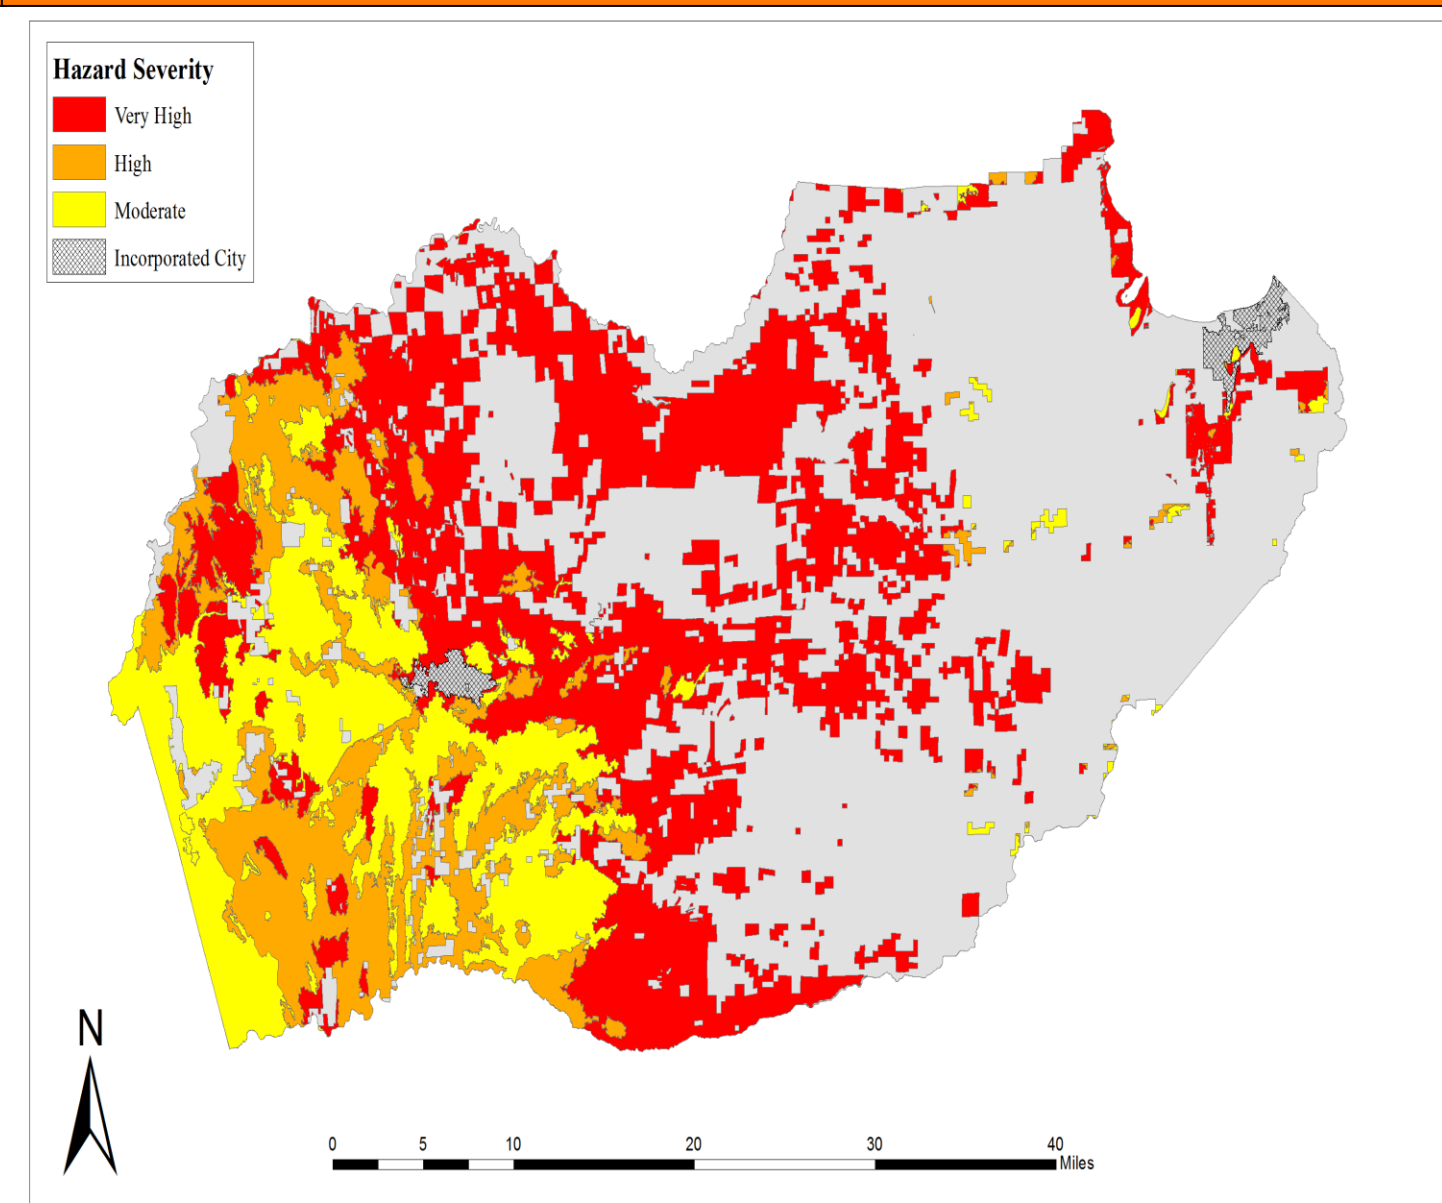 Hazard Severity
Very High
High
Moderate
Incorporated City
N
0 5 10 20 30 40
Miles